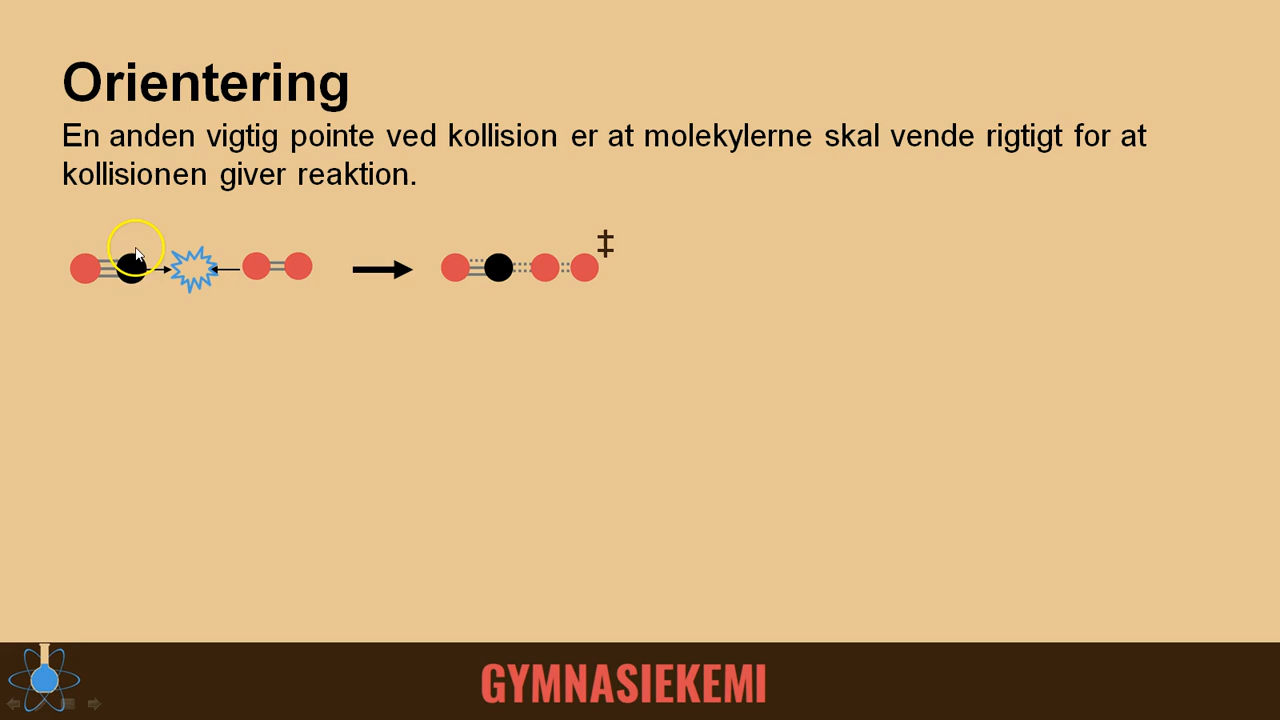 Orientering
En anden vigtig pointe ved kollision er at molekylerne skal vende rigtigt for at
kollisionen giver reaktion.
‡
GYMNASIEKEMI